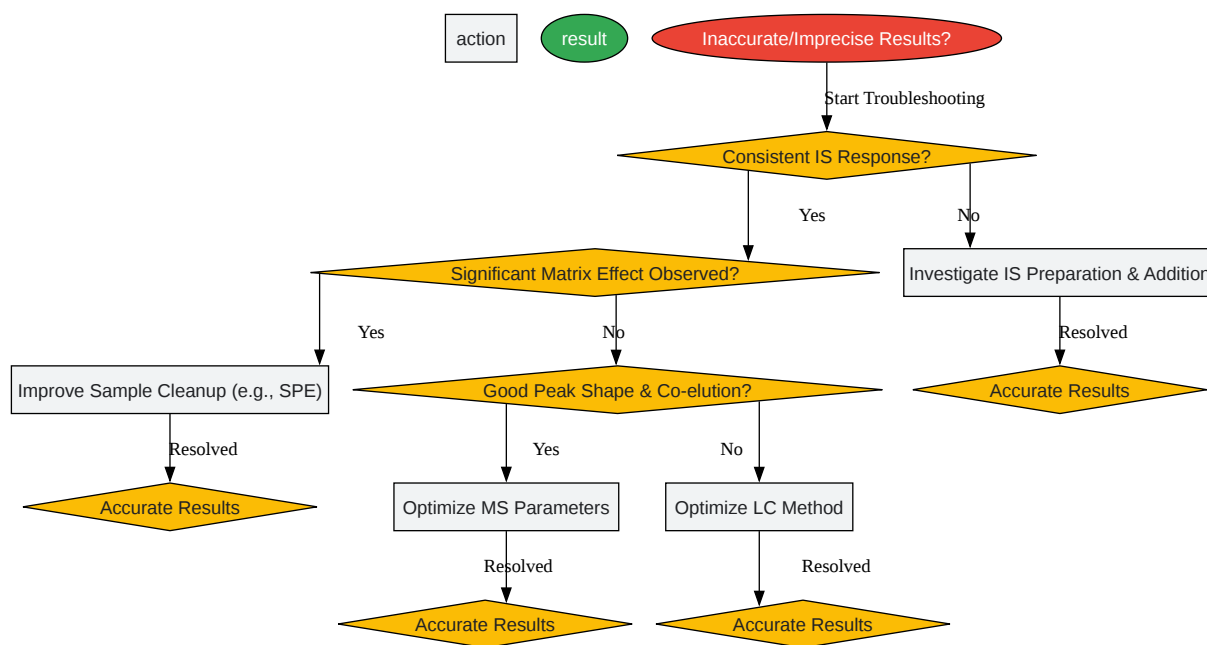 action
result
Inaccurate/Imprecise Results?
Start Troubleshooting
Consistent IS Response?
Yes
No
Significant Matrix Effect Observed?
Investigate IS Preparation & Addition
Yes
No
Resolved
Improve Sample Cleanup (e.g., SPE)
Good Peak Shape & Co-elution?
Accurate Results
Resolved
Yes
No
Accurate Results
Optimize MS Parameters
Optimize LC Method
Resolved
Resolved
Accurate Results
Accurate Results